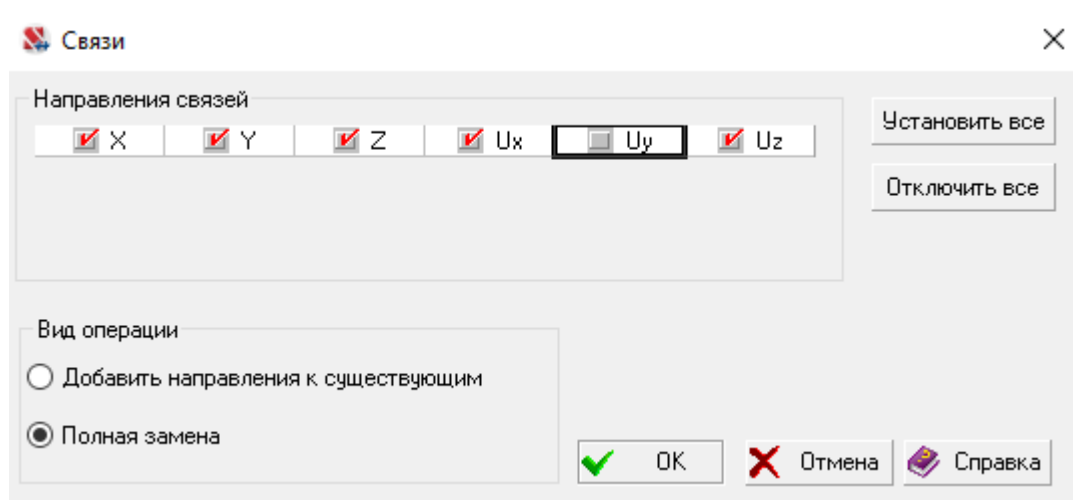 Связи
Направления связей
X Y Z Ux Uy Uz
Установить все
Отключить все
Вид операции
Добавить направления к существующим
Полная замена
OK Отмена Справка